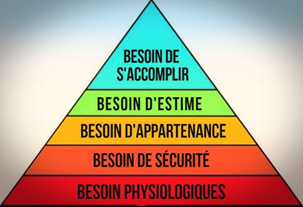 BESOIN DE
S'ACCOMPLIR
BESOIN D'ESTIME
BESOIN D'APPARTENANCE
BESOIN DE SÉCURITÉ
BESOIN PHYSIOLOGIQUES